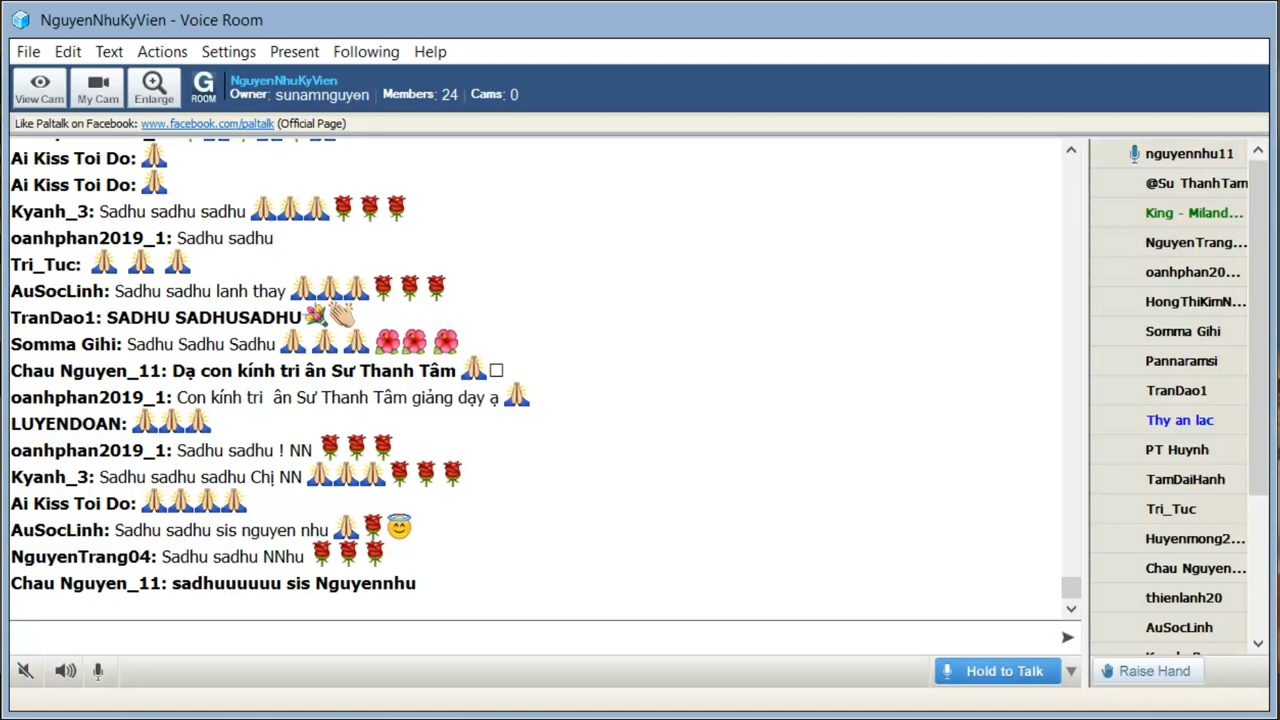 NguyenNhuKyVien - Voice Room
File Edit Text Actions Settings Present Following Help
View Cam My Cam Enlarge G ROOM NguyenNhuKyVien
Owner: sunamnguyen Members: 24 Cams: 0
Like Paltalk on Facebook: www.facebook.com/paltalk (Official Page)
Ai Kiss Toi Do: 🙏
Ai Kiss Toi Do: 🙏
Kyanh_3: Sadhu sadhu sadhu 🙏🙏🙏🌹🌹🌹
oanhphan2019_1: Sadhu sadhu
Tri_Tuc: 🙏 🙏 🙏
AuSocLinh: Sadhu sadhu lanh thay 🙏🙏🙏🌹🌹🌹
TranDao1: SADHU SADHUSADHU💐👏
Somma Gihi: Sadhu Sadhu Sadhu 🙏 🙏 🙏 🌺🌺 🌺
Chau Nguyen_11: Dạ con kính tri ân Sư Thanh Tâm 🙏□
oanhphan2019_1: Con kính tri ân Sư Thanh Tâm giảng dạy ạ 🙏
LUYENDOAN: 🙏🙏🙏
oanhphan2019_1: Sadhu sadhu ! NN 🌹🌹🌹
Kyanh_3: Sadhu sadhu sadhu Chị NN 🙏🙏🙏🌹🌹🌹
Ai Kiss Toi Do: 🙏🙏🙏🙏
AuSocLinh: Sadhu sadhu sis nguyen nhu 🙏🌹😇
NguyenTrang04: Sadhu sadhu NNhu 🌹🌹🌹
Chau Nguyen_11: sadhuuuuuu sis Nguyennhu
nguyennhu11
@Su ThanhTam
King - Miland...
NguyenTrang...
oanhphan20...
HongThiKimN...
Somma Gihi
Pannaramsi
TranDao1
Thy an lac
PT Huynh
TamDaiHanh
Tri_Tuc
Huyenmong2...
Chau Nguyen...
thienlanh20
AuSocLinh
Hold to Talk
Raise Hand